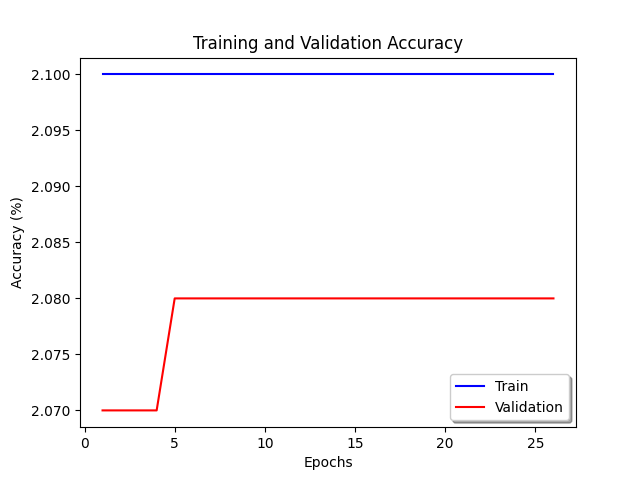 Training and Validation Accuracy
Accuracy (%)
2.100
2.095
2.090
2.085
2.080
2.075
2.070
0 5 10 15 20 25
Epochs
Train
Validation